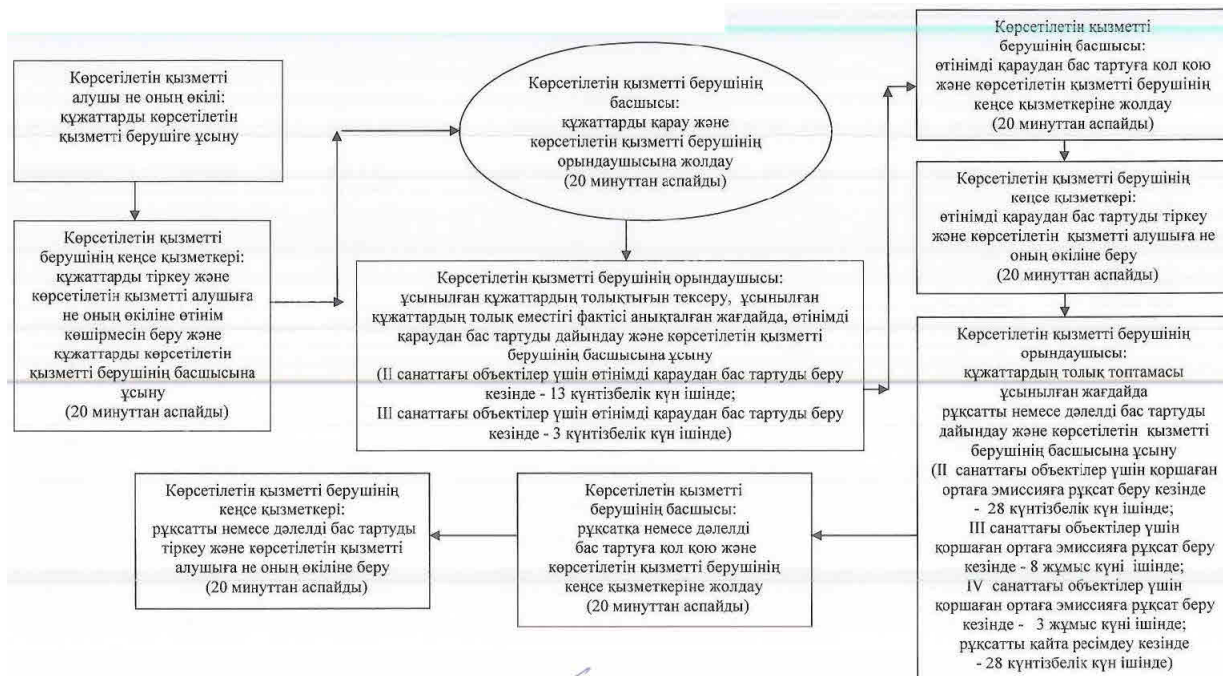 Көрсетілетін қызметті
алушы не оның өкілі:
құжаттарды көрсетілетін
қызметті берушіге ұсыну
Көрсетілетін қызметті
берушінің кеңсе қызметкері:
құжаттарды тіркеу және
көрсетілетін қызметті алушыға
не оның өкіліне өтінім
көшірмесін беру және
құжаттарды көрсетілетін
қызметті берушінің басшысына
ұсыну
(20 минуттан аспайды)
Көрсетілетін қызметті берушінің
басшысы:
құжаттарды қарау және
көрсетілетін қызметті берушінің
орындаушысына жолдау
(20 минуттан аспайды)
Көрсетілетін қызметті берушінің орындаушысы:
ұсынылған құжаттардың толықтығын тексеру, ұсынылған
құжаттардың толық еместігі фактісі анықталған жағдайда, өтінімді
қараудан бас тартуды дайындау және көрсетілетін қызметті
берушінің басшысына ұсыну
(II санаттағы объектілер үшін өтінімді қараудан бас тартуды беру
кезінде - 13 күнтізбелік күн ішінде;
III санаттағы объектілер үшін өтінімді қараудан бас тартуды беру
кезінде - 3 күнтізбелік күн ішінде)
Көрсетілетін қызметті
берушінің басшысы:
өтінімді қараудан бас тартуға қол қою
және көрсетілетін қызметті берушінің
кеңсе қызметкеріне жолдау
(20 минуттан аспайды)
Көрсетілетін қызметті берушінің
кеңсе қызметкері:
өтінімді қараудан бас тартуды тіркеу
және көрсетілетін қызметті алушыға не
оның өкіліне беру
(20 минуттан аспайды)
Көрсетілетін қызметті берушінің
орындаушысы:
құжаттардың толық топтамасы
ұсынылған жағдайда
рұқсатты немесе дәлелді бас тартуды
дайындау және көрсетілетін қызметті
берушінің басшысына ұсыну
(II санаттағы объектілер үшін қоршаған
ортаға эмиссияға рұқсат беру кезінде
- 28 күнтізбелік күн ішінде;
III санаттағы объектілер үшін
қоршаған ортаға эмиссияға рұқсат беру
кезінде - 8 жұмыс күні ішінде;
IV санаттағы объектілер үшін
қоршаған ортаға эмиссияға рұқсат беру
кезінде - 3 жұмыс күні ішінде;
рұқсатты қайта ресімдеу кезінде
- 28 күнтізбелік күн ішінде)
Көрсетілетін қызметті
берушінің басшысы:
рұқсатқа немесе дәлелді
бас тартуға қол қою және
көрсетілетін қызметті берушінің
кеңсе қызметкеріне жолдау
(20 минуттан аспайды)
Көрсетілетін қызметті берушінің
кеңсе қызметкері:
рұқсатты немесе дәлелді бас тартуды
тіркеу және көрсетілетін қызметті
алушыға не оның өкіліне беру
(20 минуттан аспайды)